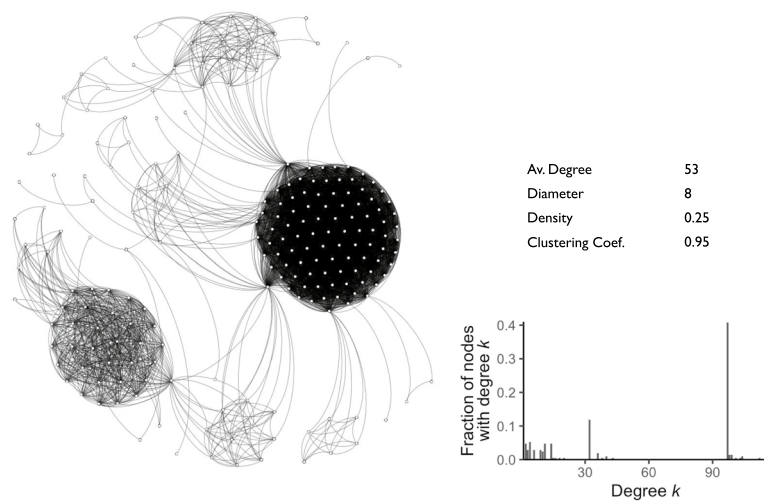 Av. Degree 53
Diameter 8
Density 0.25
Clustering Coef. 0.95
Fraction of nodes
with degree k
0.4
0.3
0.2
0.1
0.0
30 60 90
Degree k